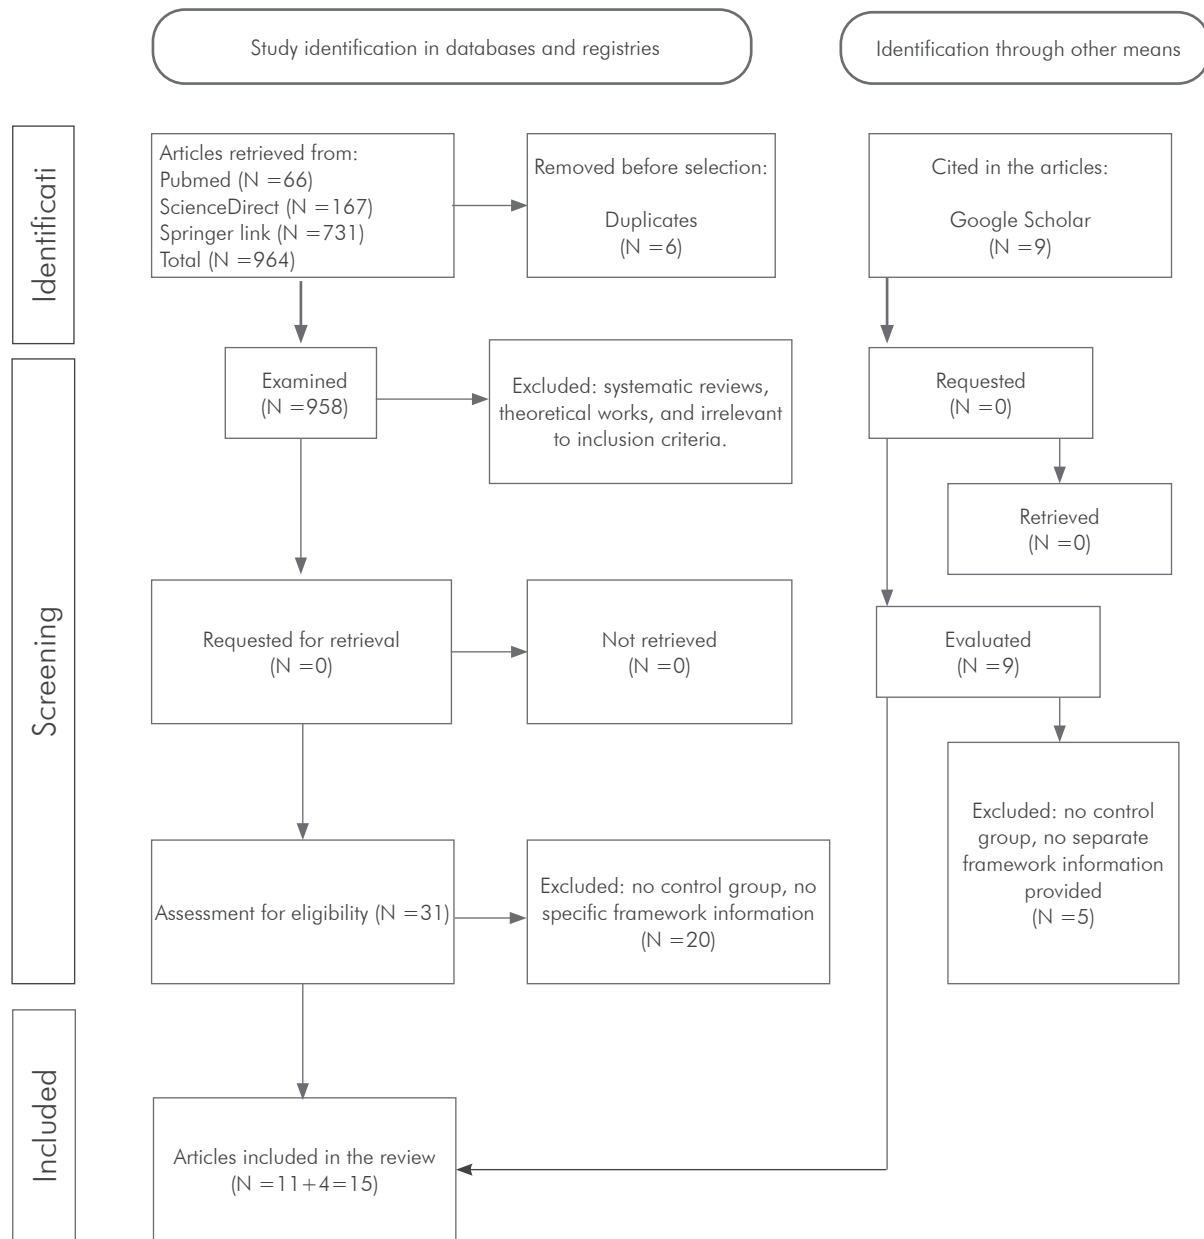 Study identification in databases and registries
Identification through other means
Identificati
Articles retrieved from:
Pubmed (N =66)
ScienceDirect (N =167)
Springer link (N =731)
Total (N =964)
Removed before selection:
Duplicates
(N =6)
Cited in the articles:
Google Scholar
(N =9)
Screening
Examined
(N =958)
Excluded: systematic reviews,
theoretical works, and irrelevant
to inclusion criteria.
Requested
(N =0)
Retrieved
(N =0)
Requested for retrieval
(N =0)
Not retrieved
(N =0)
Evaluated
(N =9)
Excluded: no control
group, no separate
framework information
provided
(N =5)
Assessment for eligibility (N =31)
Excluded: no control group, no
specific framework information
(N =20)
Included
Articles included in the review
(N =11+4=15)